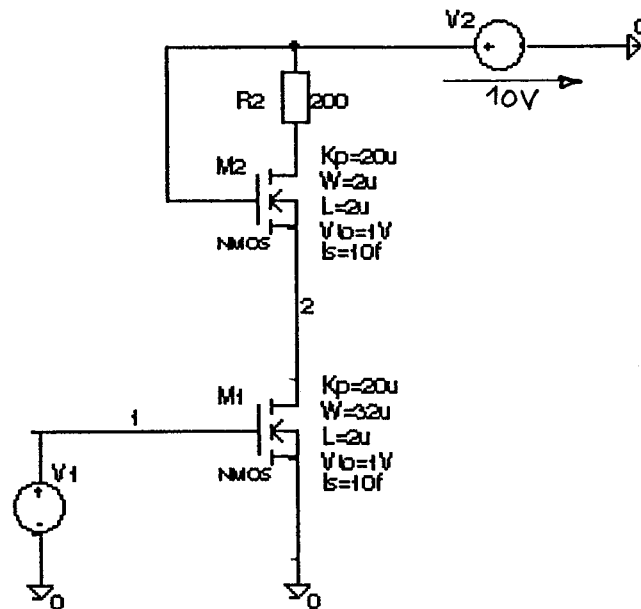 V2
0
10V
R2
200
M2
Kp=20u
W=2u
L=2u
Vto=1V
Is=10f
NMOS
2
M1
Kp=20u
W=32u
L=2u
Vto=1V
Is=10f
NMOS
1
V1
0
0